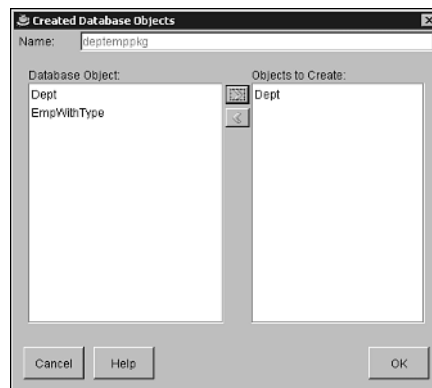 Created Database Objects
Name: deptemppkg
Database Object: Objects to Create:
Dept Dept
EmpWithType
Cancel Help OK